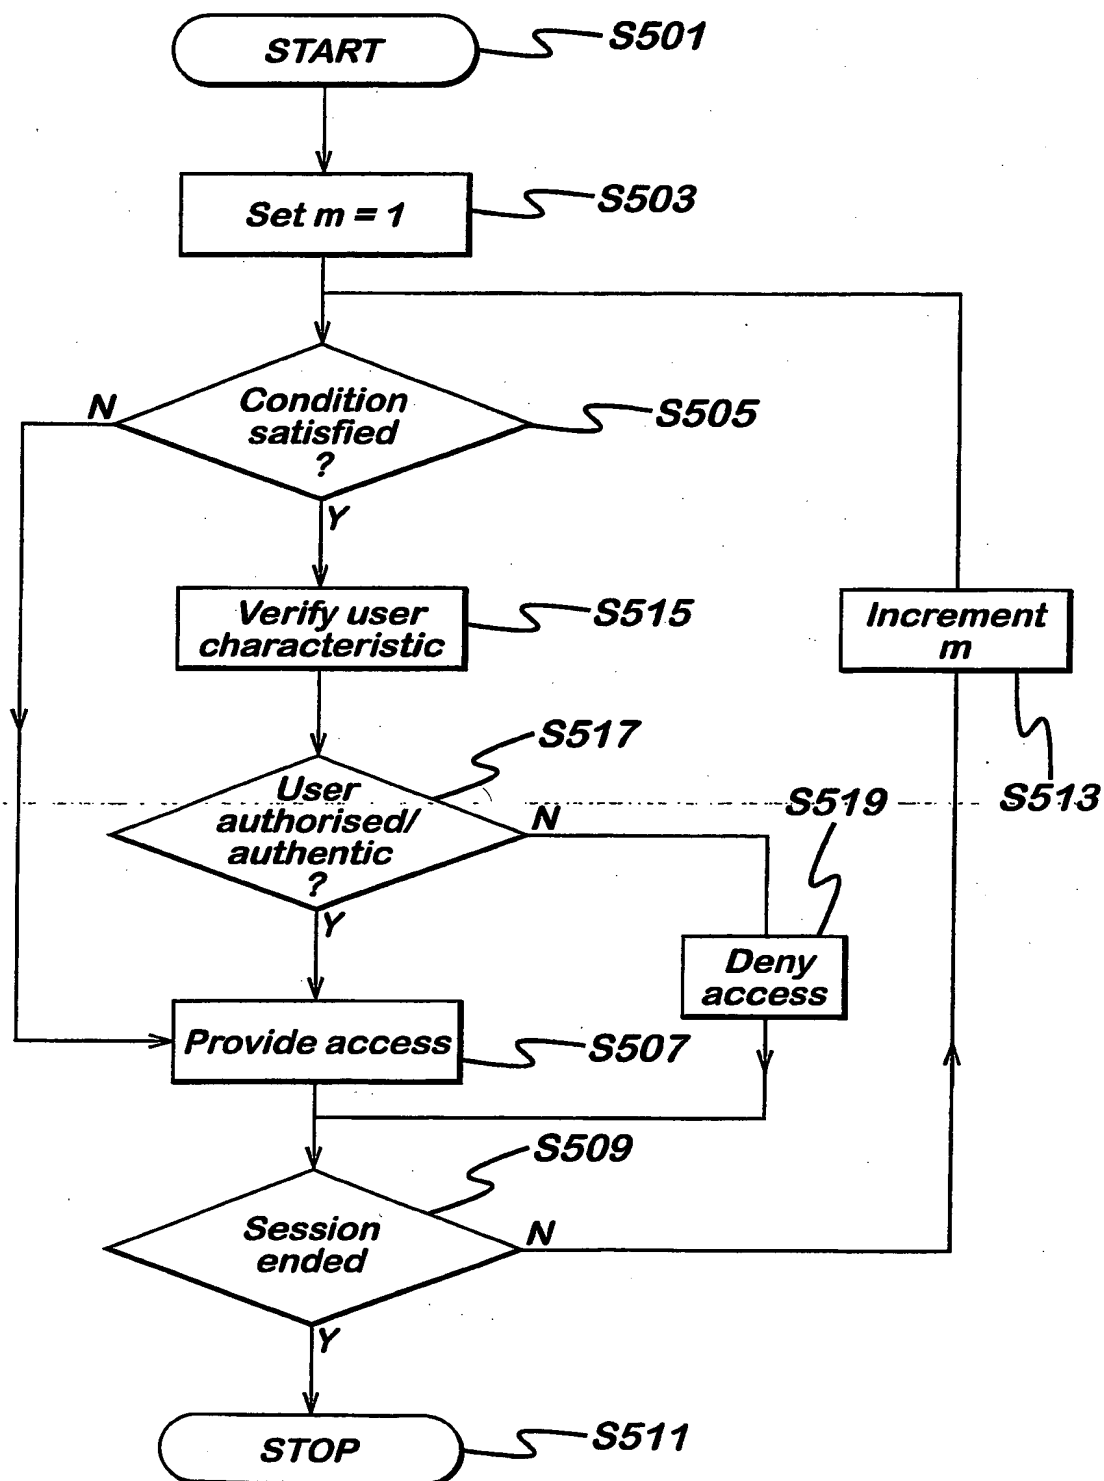 START
S501
Set m = 1
S503
N
Condition
satisfied
?
S505
Y
Verify user
characteristic
S515
Increment
m
S513
S517
User
authorised/
authentic
?
N
S519
Y
Deny
access
Provide access
S507
S509
Session
ended
N
Y
STOP
S511